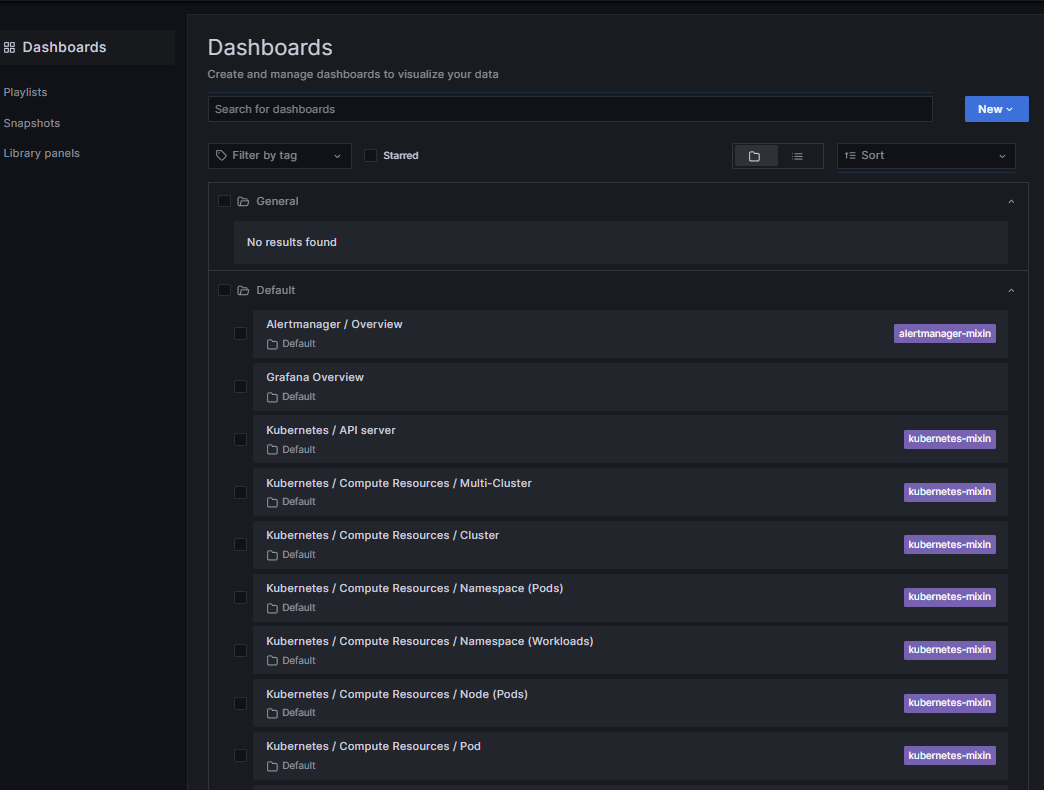 Dashboards
Playlists
Snapshots
Library panels
Dashboards
Create and manage dashboards to visualize your data
Search for dashboards
New
Filter by tag
Starred
Sort
General
No results found
Default
Alertmanager / Overview
Default
alertmanager-mixin
Grafana Overview
Default
Kubernetes / API server
Default
kubernetes-mixin
Kubernetes / Compute Resources / Multi-Cluster
Default
kubernetes-mixin
Kubernetes / Compute Resources / Cluster
Default
kubernetes-mixin
Kubernetes / Compute Resources / Namespace (Pods)
Default
kubernetes-mixin
Kubernetes / Compute Resources / Namespace (Workloads)
Default
kubernetes-mixin
Kubernetes / Compute Resources / Node (Pods)
Default
kubernetes-mixin
Kubernetes / Compute Resources / Pod
Default
kubernetes-mixin